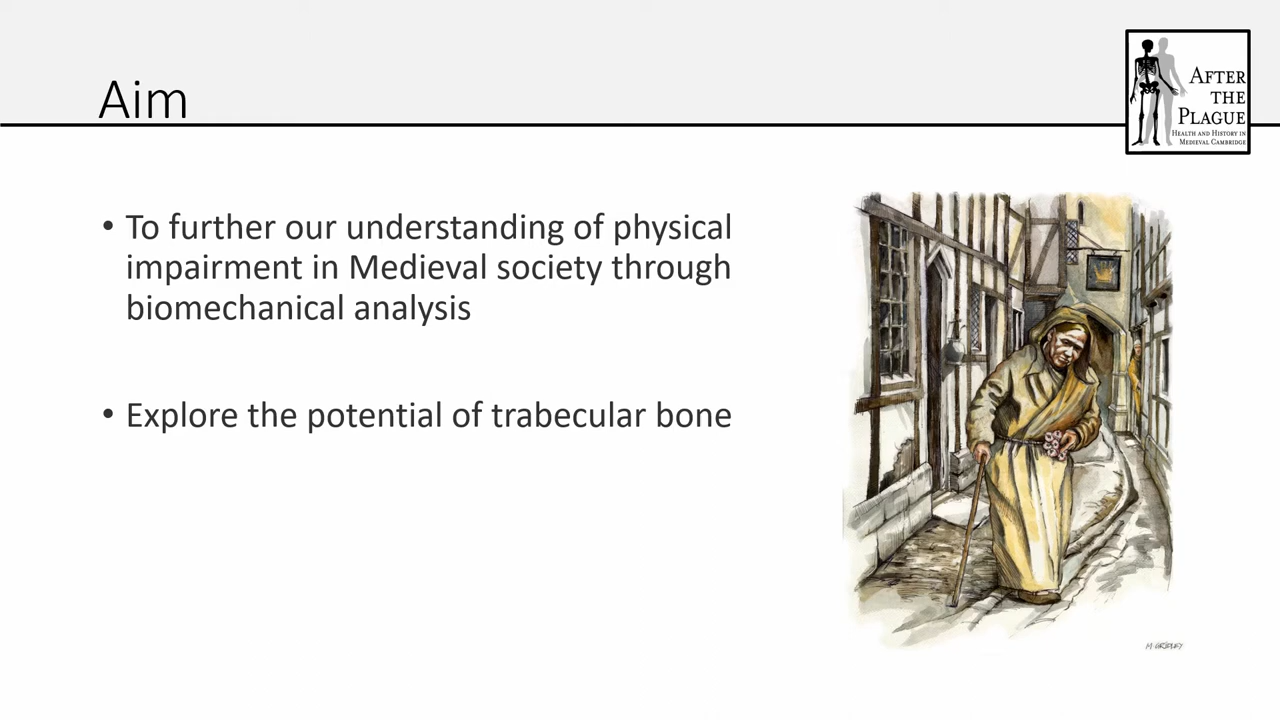 Aim
AFTER
THE
PLAGUE
HEALTH AND HISTORY IN
MEDIEVAL CAMBRIDGE
• To further our understanding of physical
impairment in Medieval society through
biomechanical analysis
• Explore the potential of trabecular bone
M. GRIDLEY